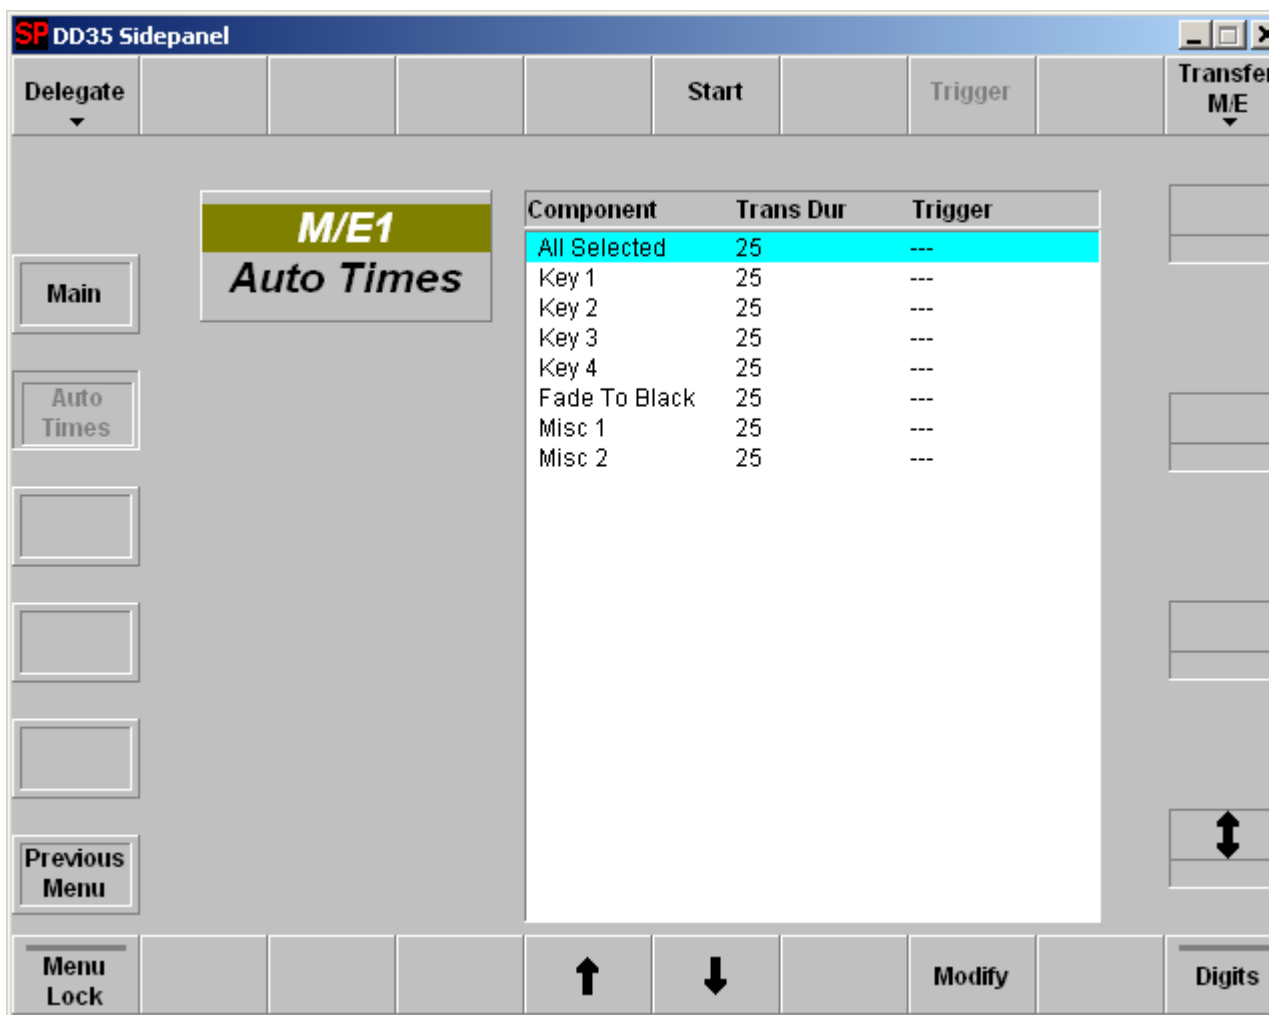 SP DD35 Sidepanel
Delegate
Start
Trigger
Transfer
M/E
M/E1
Auto Times
Component Trans Dur Trigger
All Selected 25 ---
Key 1 25 ---
Key 2 25 ---
Key 3 25 ---
Key 4 25 ---
Fade To Black 25 ---
Misc 1 25 ---
Misc 2 25 ---
Main
Auto
Times
Previous
Menu
Menu
Lock
Modify
Digits